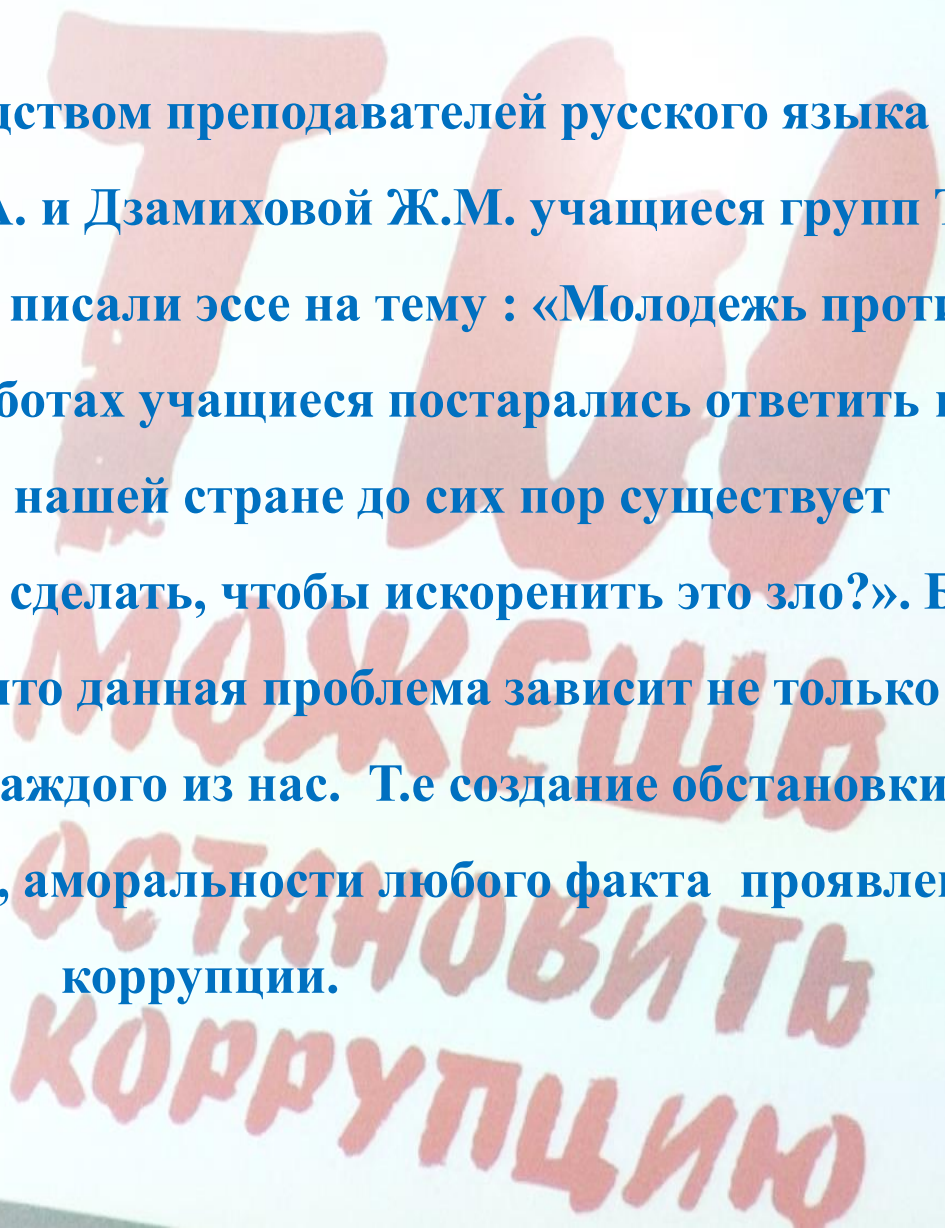 дством преподавателей русского языка
А. и Дзамиховой Ж.М. учащиеся групп Т
писали эссе на тему : «Молодежь проти
ботах учащиеся постарались ответить н
нашей стране до сих пор существует
сделать, чтобы искоренить это зло?». В
что данная проблема зависит не только
аждого из нас.  Т.е создание обстановки
, аморальности любого факта  проявлен
коррупции.
ТЫ
МОЖЕШЬ
ОСТАНОВИТЬ
КОРРУПЦИЮ